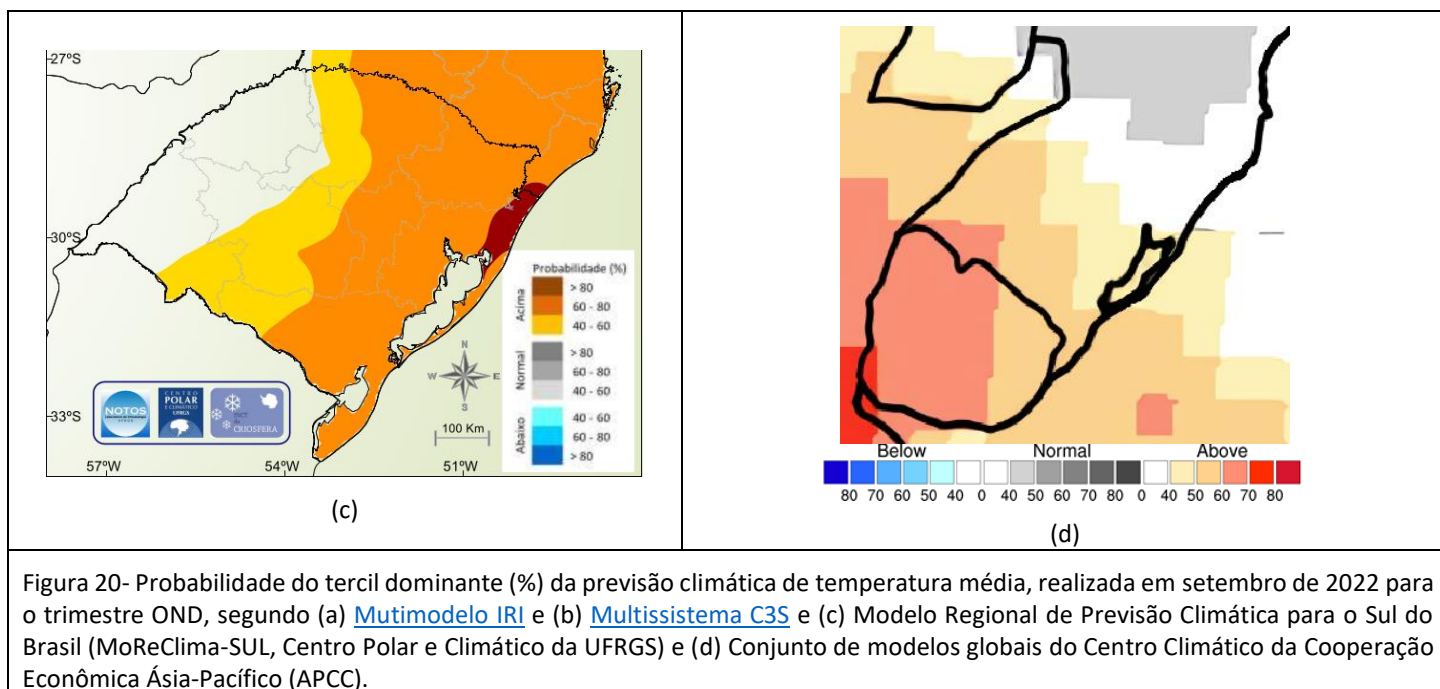 27°S
30°S
33°S
57°W
54°W
51°W
Probabilidade (%)
Acima
> 80
60 - 80
40 - 60
Normal
> 80
60 - 80
40 - 60
Abaixo
40 - 60
60 - 80
> 80
N
W E
S
100 Km
NOTOS
CENTRO
POLAR
E CLIMÁTICO
UFRGS
CRIOSFERA
(c)
Below Normal Above
80 70 60 50 40 0 40 50 60 70 80 0 40 50 60 70 80
(d)
Figura 20- Probabilidade do tercil dominante (%) da previsão climática de temperatura média, realizada em setembro de 2022 para
o trimestre OND, segundo (a) Mutimodelo IRI e (b) Multissistema C3S e (c) Modelo Regional de Previsão Climática para o Sul do
Brasil (MoReClima-SUL, Centro Polar e Climático da UFRGS) e (d) Conjunto de modelos globais do Centro Climático da Cooperação
Econômica Ásia-Pacífico (APCC).